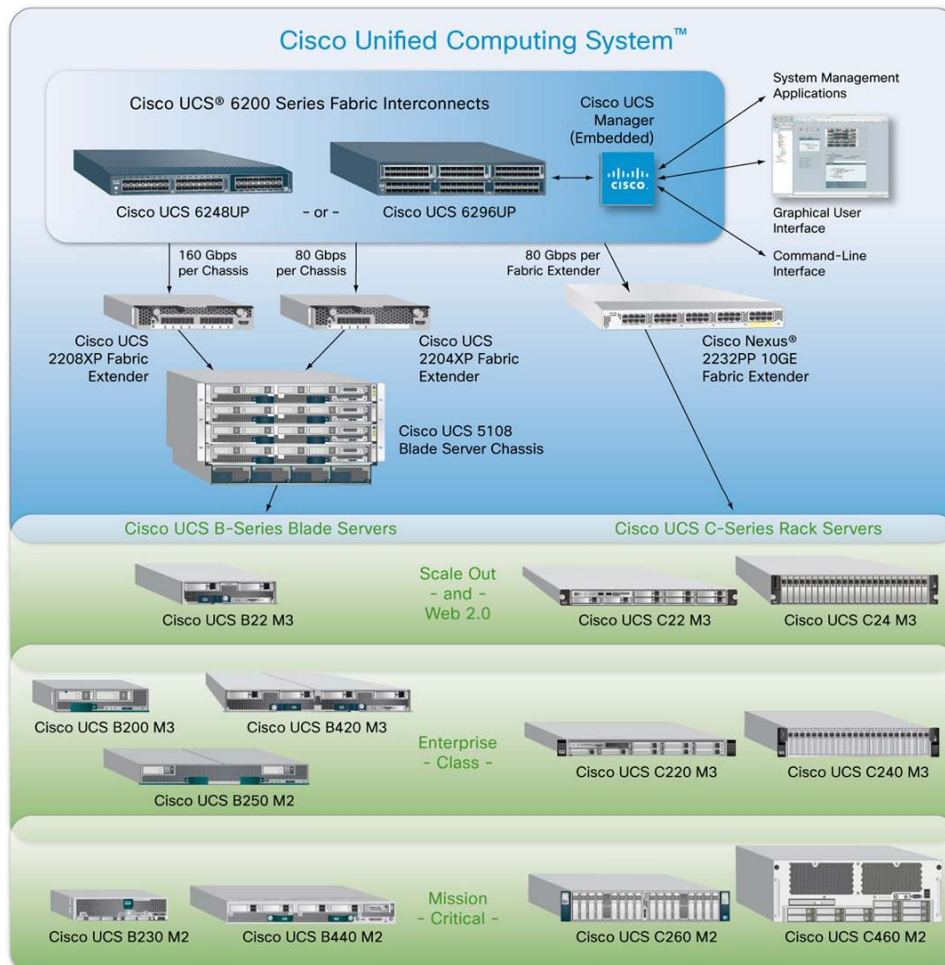 Cisco Unified Computing System™
Cisco UCS® 6200 Series Fabric Interconnects
Cisco UCS
Manager
(Embedded)
System Management
Applications
CISCO.
Cisco UCS 6248UP
- or -
Cisco UCS 6296UP
Graphical User
Interface
Command-Line
Interface
160 Gbps
per Chassis
80 Gbps
per Chassis
80 Gbps per
Fabric Extender
Cisco UCS
2208XP Fabric
Extender
Cisco UCS
2204XP Fabric
Extender
Cisco Nexus®
2232PP 10GE
Fabric Extender
Cisco UCS 5108
Blade Server Chassis
Cisco UCS B-Series Blade Servers
Cisco UCS C-Series Rack Servers
Scale Out
- and -
Web 2.0
Cisco UCS B22 M3
Cisco UCS C22 M3
Cisco UCS C24 M3
Cisco UCS B200 M3
Cisco UCS B420 M3
Cisco UCS B250 M2
Enterprise
- Class -
Cisco UCS C220 M3
Cisco UCS C240 M3
Mission
- Critical -
Cisco UCS B230 M2
Cisco UCS B440 M2
Cisco UCS C260 M2
Cisco UCS C460 M2